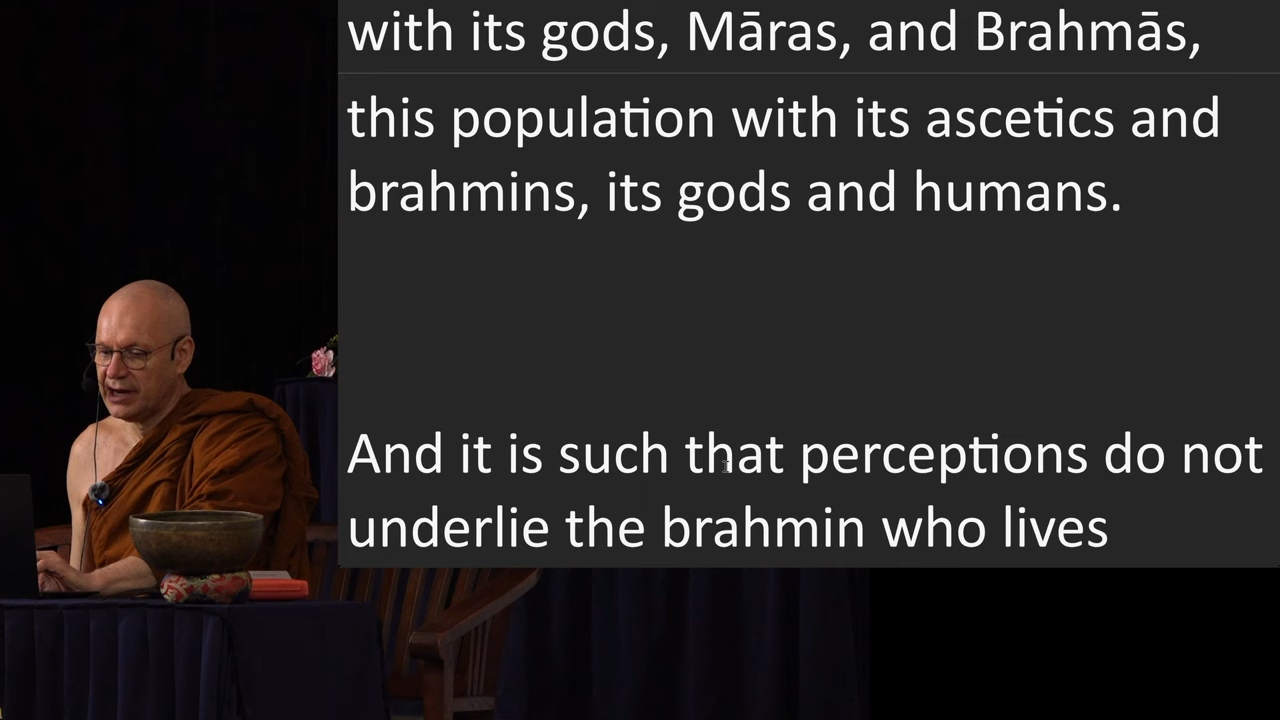 with its gods, Māras, and Brahmās,
this population with its ascetics and
brahmins, its gods and humans.
And it is such that perceptions do not
underlie the brahmin who lives